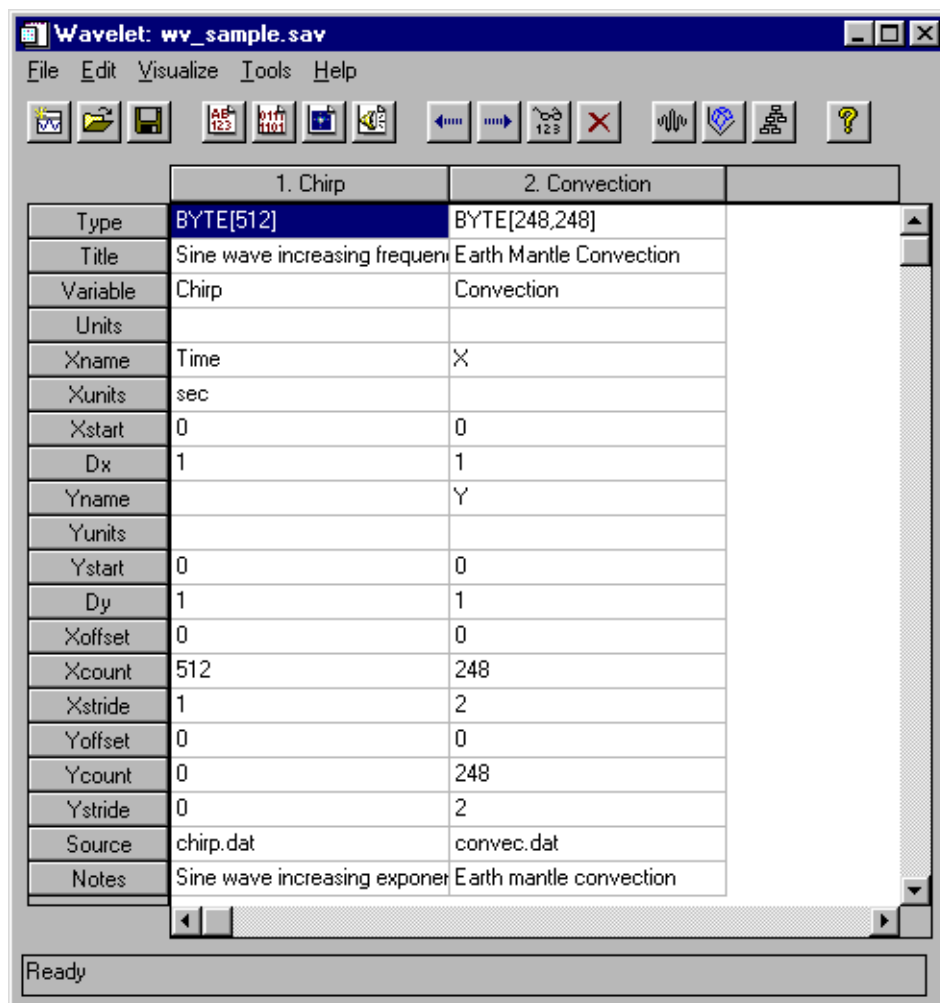 Wavelet: wv_sample.sav
File Edit Visualize Tools Help
1. Chirp 2. Convection
Type BYTE[512] BYTE[248,248]
Title Sine wave increasing frequen Earth Mantle Convection
Variable Chirp Convection
Units
Xname Time X
Xunits sec
Xstart 0 0
Dx 1 1
Yname Y
Yunits
Ystart 0 0
Dy 1 1
Xoffset 0 0
Xcount 512 248
Xstride 1 2
Yoffset 0 0
Ycount 0 248
Ystride 0 2
Source chirp.dat convec.dat
Notes Sine wave increasing exponer Earth mantle convection
Ready